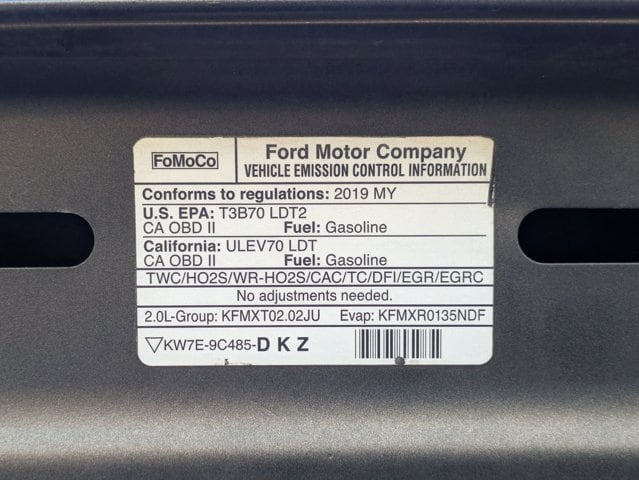 FoMoCo
Ford Motor Company
VEHICLE EMISSION CONTROL INFORMATION
Conforms to regulations: 2019 MY
U.S. EPA: T3B70 LDT2
CA OBD II Fuel: Gasoline
California: ULEV70 LDT
CA OBD II Fuel: Gasoline
TWC/HO2S/WR-HO2S/CAC/TC/DFI/EGR/EGRC
No adjustments needed.
2.0L-Group: KFMXT02.02JU Evap: KFMXR0135NDF
▽KW7E-9C485-D K Z